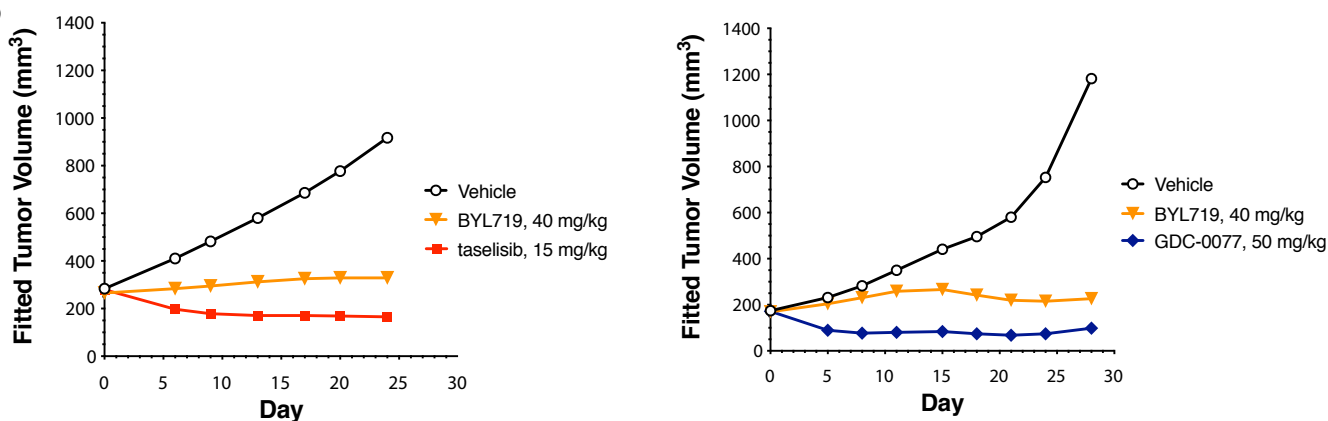 Fitted Tumor Volume (mm³)
1400
1200
1000
800
600
400
200
0
0 5 10 15 20 25 30
Day
Vehicle
BYL719, 40 mg/kg
taselisib, 15 mg/kg
Fitted Tumor Volume (mm³)
1400
1200
1000
800
600
400
200
0
0 5 10 15 20 25 30
Day
Vehicle
BYL719, 40 mg/kg
GDC-0077, 50 mg/kg